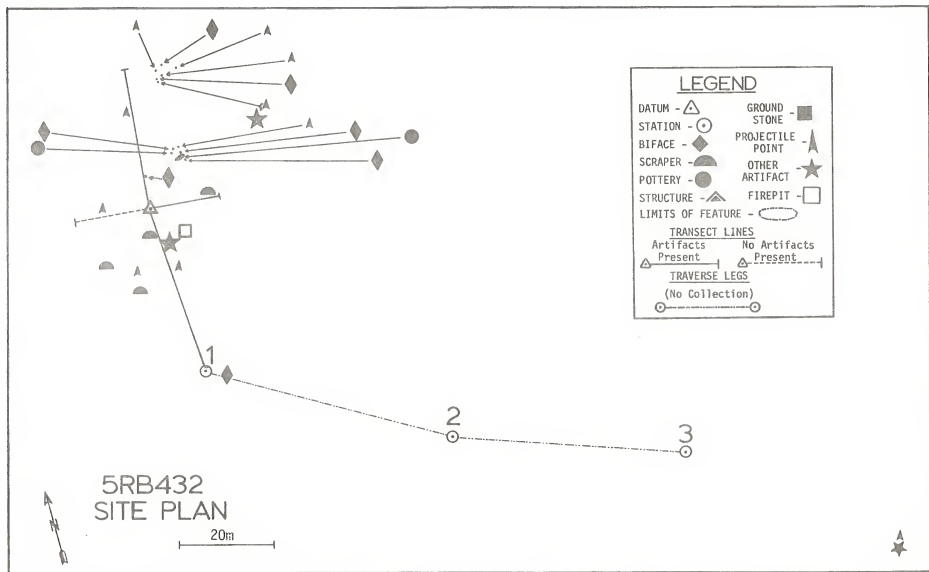 LEGEND
DATUM -
STATION -
BIFACE -
SCRAPER -
POTTERY -
STRUCTURE -
GROUND
STONE -
PROJECTILE
POINT -
OTHER
ARTIFACT -
FIREPIT -
LIMITS OF FEATURE -
TRANSECT LINES
Artifacts
Present
No Artifacts
Present
TRAVERSE LEGS
(No Collection)
1
2
3
5RB432
SITE PLAN
20m
N